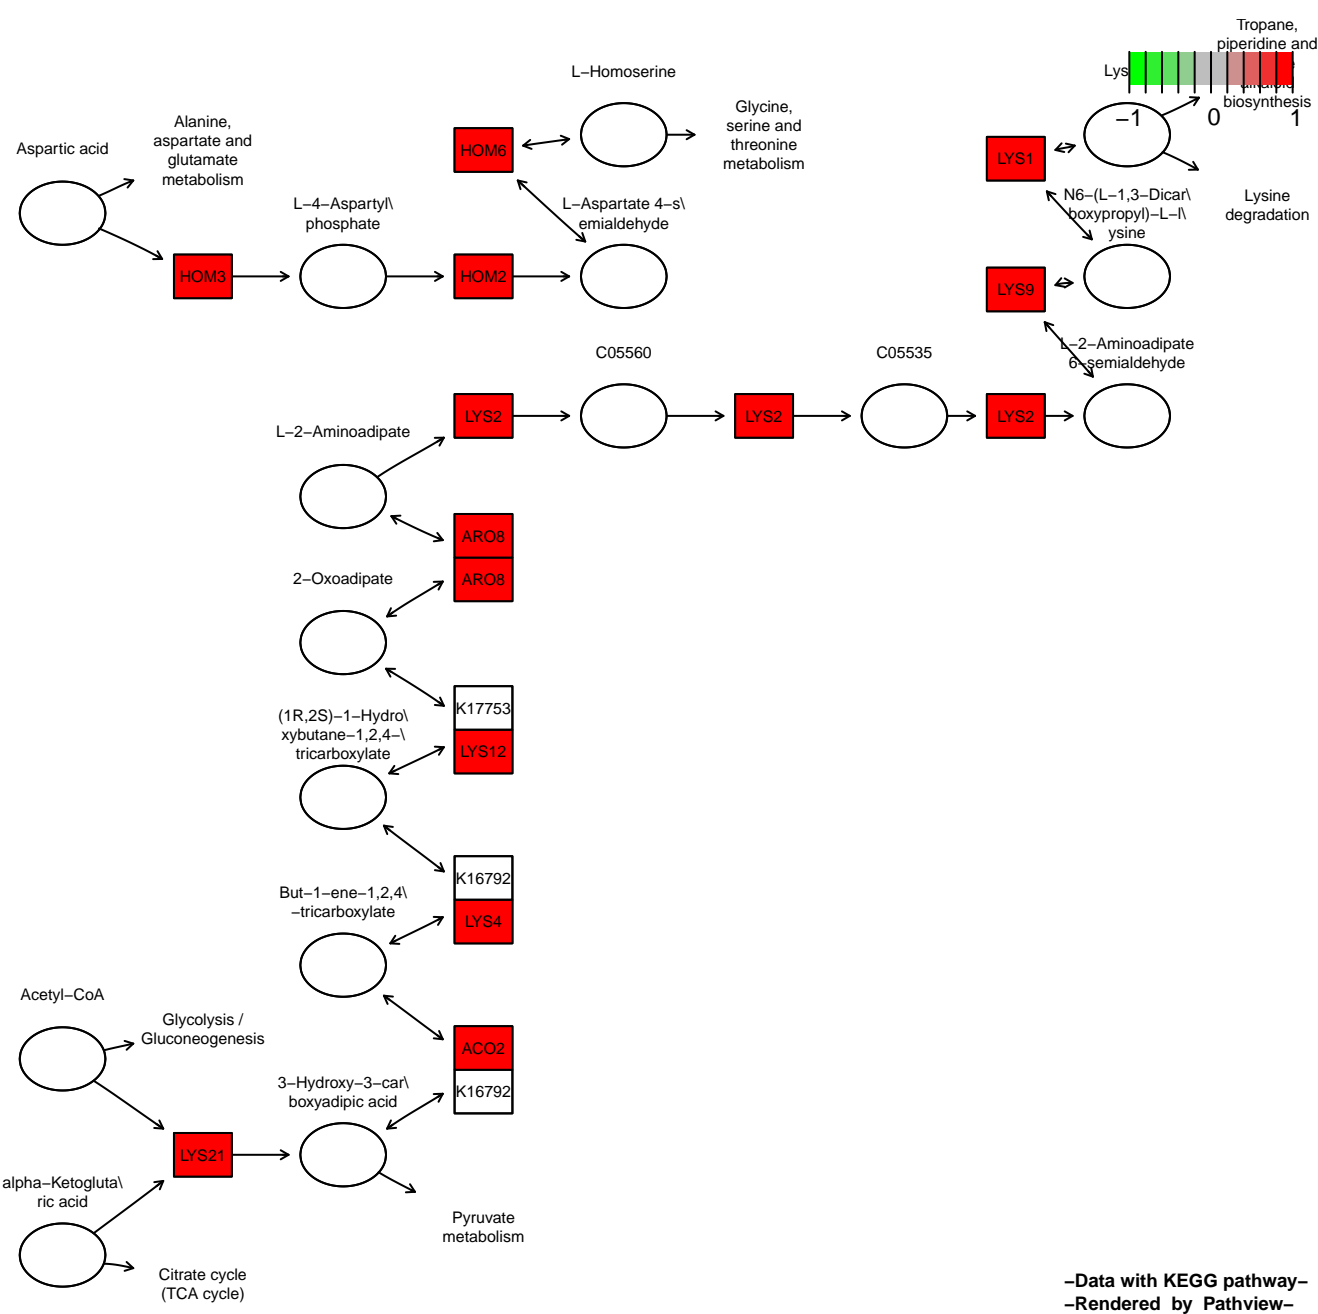 Tropane,
piperidine and
biosynthesis
Lys
−1 0 1
L−Homoserine
Alanine,
aspartate and
glutamate
metabolism
Aspartic acid
Glycine,
serine and
threonine
metabolism
HOM6
LYS1
Lysine
degradation
N6−(L−1,3−Dicar\
boxypropyl)−L−l\
ysine
L−4−Aspartyl\
phosphate
L−Aspartate 4−s\
emialdehyde
HOM3
HOM2
LYS9
C05560
C05535
L−2−Aminoadipate
6−semialdehyde
LYS2
LYS2
LYS2
L−2−Aminoadipate
ARO8
ARO8
2−Oxoadipate
K17753
LYS12
(1R,2S)−1−Hydro\
xybutane−1,2,4−\
tricarboxylate
K16792
LYS4
But−1−ene−1,2,4\
−tricarboxylate
Acetyl−CoA
Glycolysis /
Gluconeogenesis
ACO2
K16792
3−Hydroxy−3−car\
boxyadipic acid
LYS21
alpha−Ketogluta\
ric acid
Pyruvate
metabolism
Citrate cycle
(TCA cycle)
−Data with KEGG pathway−
−Rendered by Pathview−